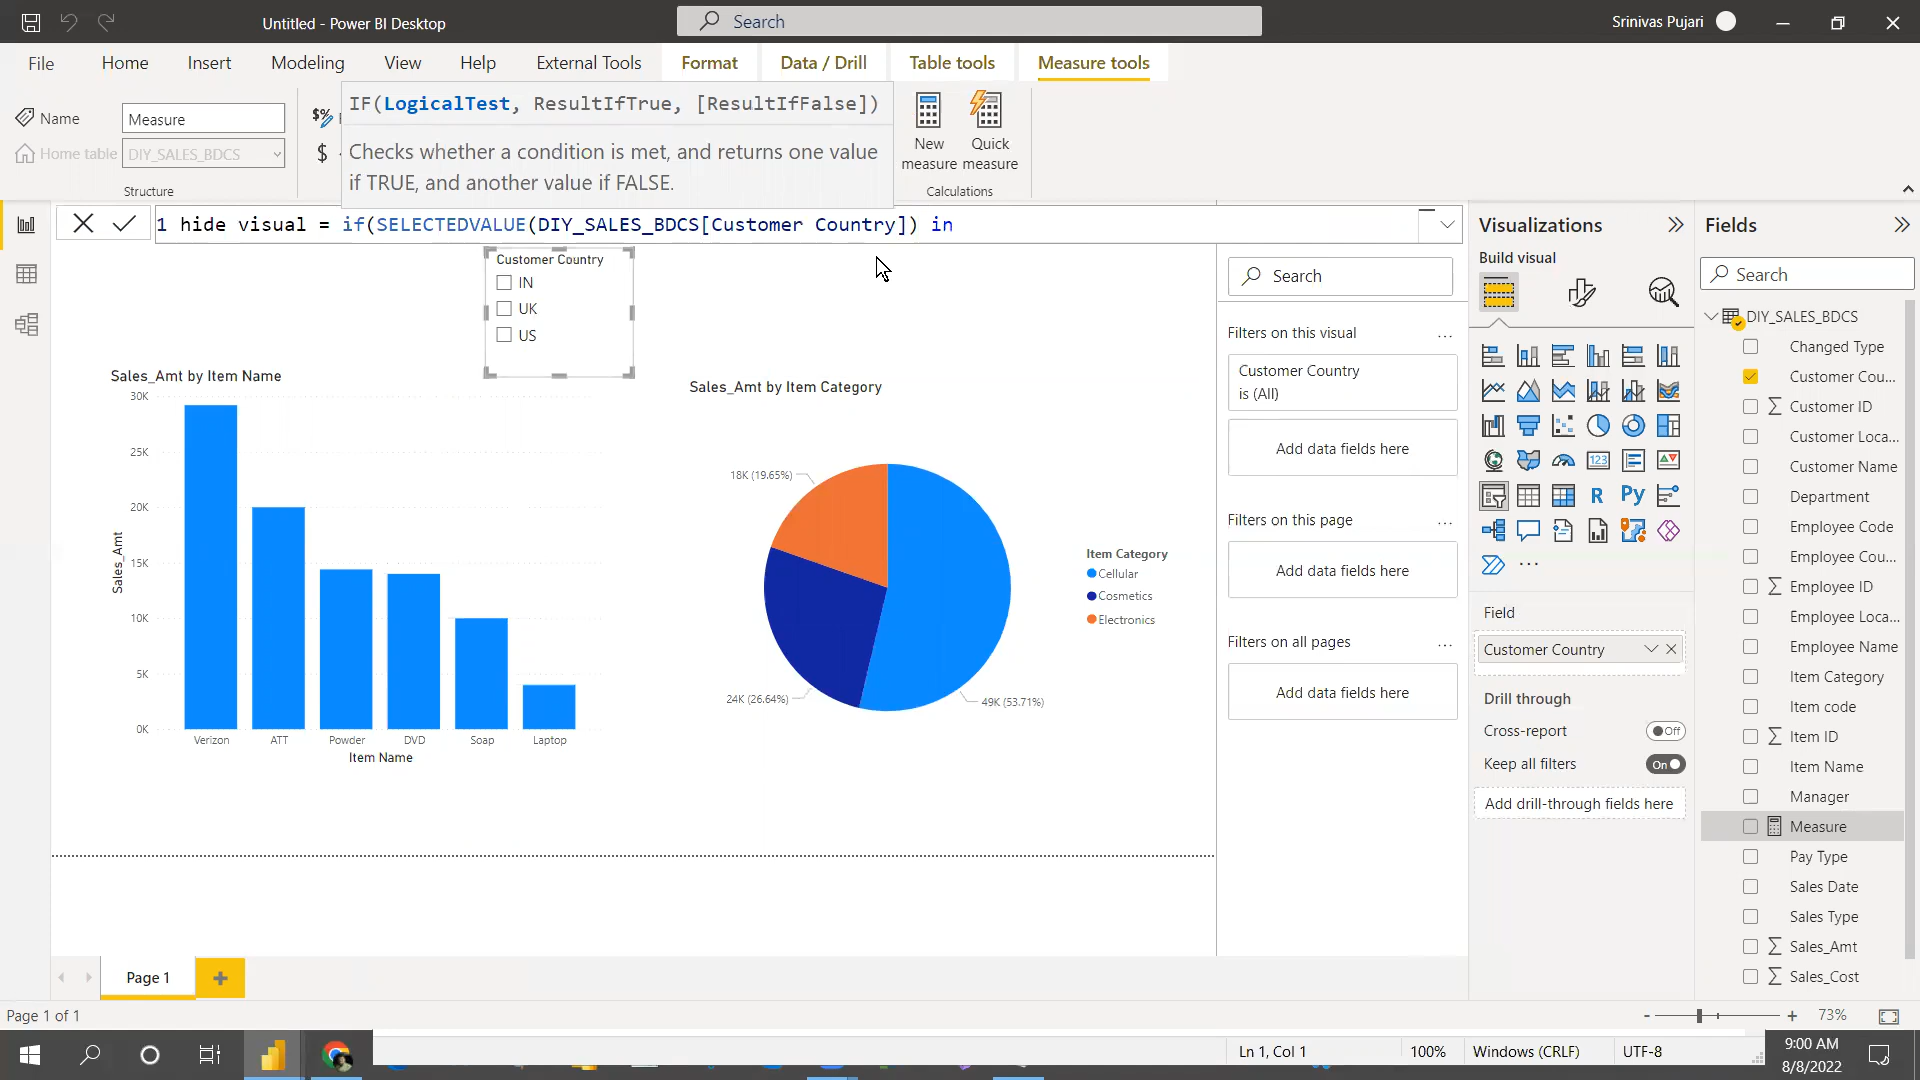 Untitled - Power BI Desktop
Search
Srinivas Pujari
File
Home
Insert
Modeling
View
Help
External Tools
Format
Data / Drill
Table tools
Measure tools
Name
Measure
Home table
DIY_SALES_BDCS
Structure
$%
$
IF(LogicalTest, ResultIfTrue, [ResultIfFalse])
Checks whether a condition is met, and returns one value
if TRUE, and another value if FALSE.
New
measure
Quick
measure
Calculations
1 hide visual = if(SELECTEDVALUE(DIY_SALES_BDCS[Customer Country]) in
Customer Country
IN
UK
US
Sales_Amt by Item Name
30K
25K
20K
15K
10K
5K
0K
Sales_Amt
Verizon
ATT
Powder
DVD
Soap
Laptop
Item Name
Sales_Amt by Item Category
18K (19.65%)
24K (26.64%)
49K (53.71%)
Item Category
Cellular
Cosmetics
Electronics
Search
Filters on this visual
...
Customer Country
is (All)
Add data fields here
Filters on this page
...
Add data fields here
Filters on all pages
...
Add data fields here
Visualizations
Build visual
123
R
Py
...
Field
Customer Country
Drill through
Cross-report
Off
Keep all filters
On
Add drill-through fields here
Fields
Search
DIY_SALES_BDCS
Changed Type
Customer Cou...
Customer ID
Customer Loca...
Customer Name
Department
Employee Code
Employee Cou...
Employee ID
Employee Loca...
Employee Name
Item Category
Item code
Item ID
Item Name
Manager
Measure
Pay Type
Sales Date
Sales Type
Sales_Amt
Sales_Cost
Page 1
Page 1 of 1
- + 73%
Ln 1, Col 1
100%
Windows (CRLF)
UTF-8
9:00 AM
8/8/2022